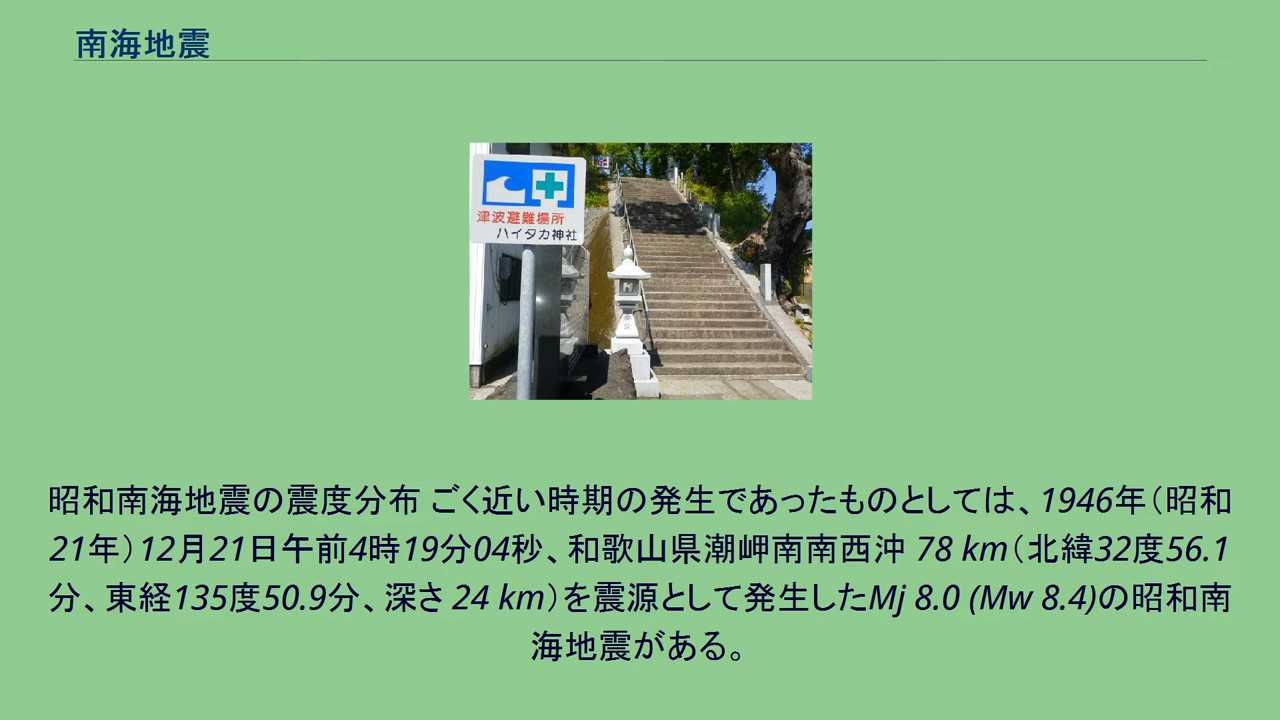 南海地震
津波避難場所
ハイタカ神社
昭和南海地震の震度分布 ごく近い時期の発生であったものとしては、1946年（昭和
21年）12月21日午前4時19分04秒、和歌山県潮岬南南西沖 78 km（北緯32度56.1
分、東経135度50.9分、深さ 24 km）を震源として発生したMj 8.0 (Mw 8.4)の昭和南
海地震がある。